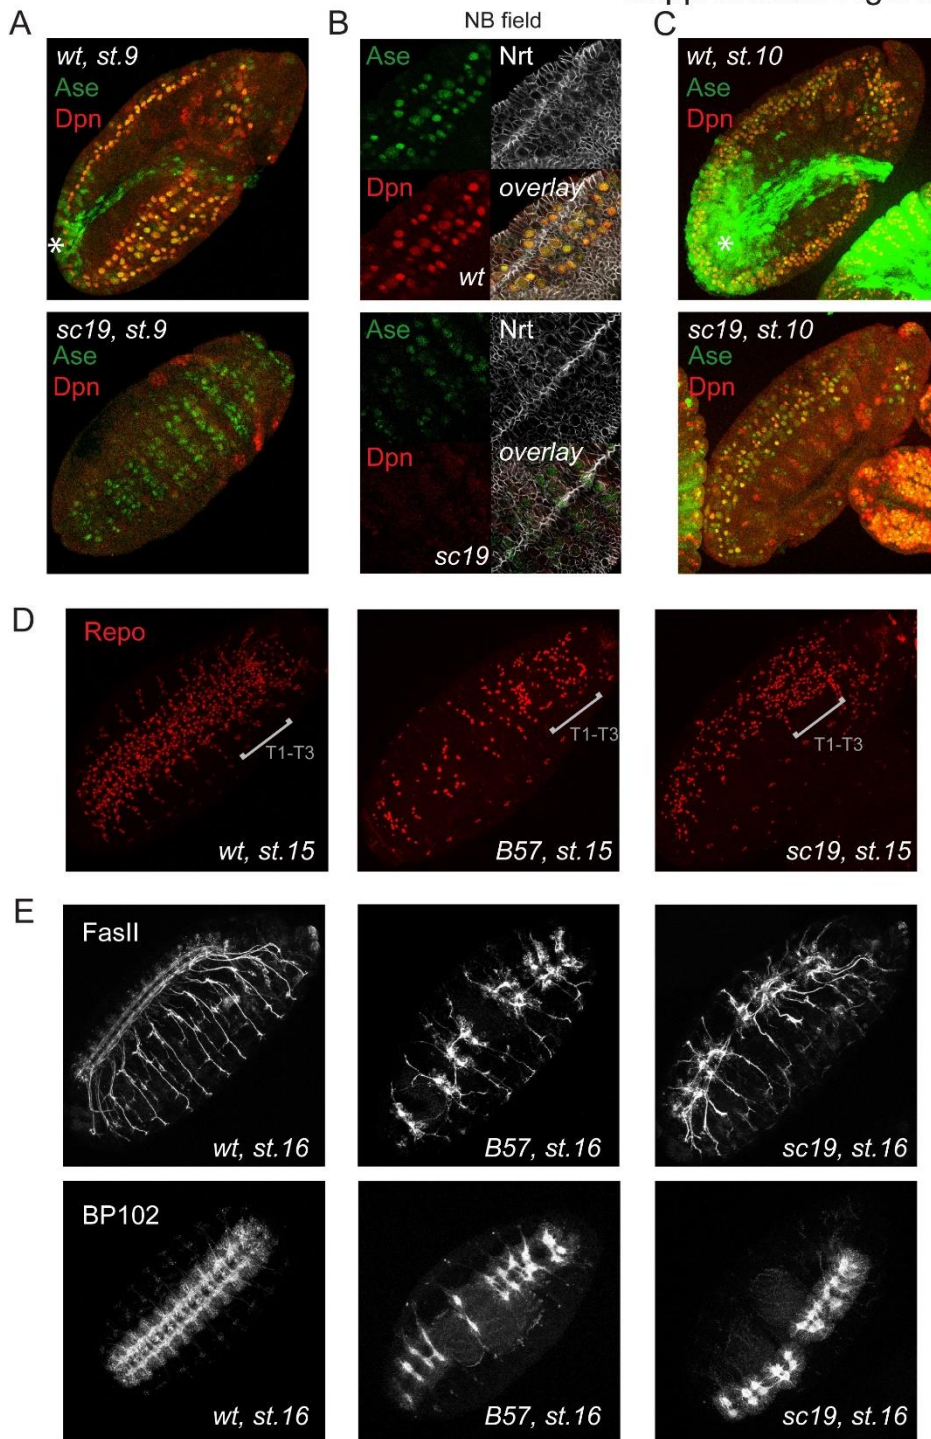 A
B
NB field
C
wt, st.9
Ase
Dpn
*
Ase
Nrt
Dpn
overlay
wt
wt, st.10
Ase
Dpn
*
sc19, st.9
Ase
Dpn
Ase
Nrt
Dpn
overlay
sc19
sc19, st.10
Ase
Dpn
D
Repo
T1-T3
wt, st.15
T1-T3
B57, st.15
T1-T3
sc19, st.15
E
FasII
wt, st.16
B57, st.16
sc19, st.16
BP102
wt, st.16
B57, st.16
sc19, st.16